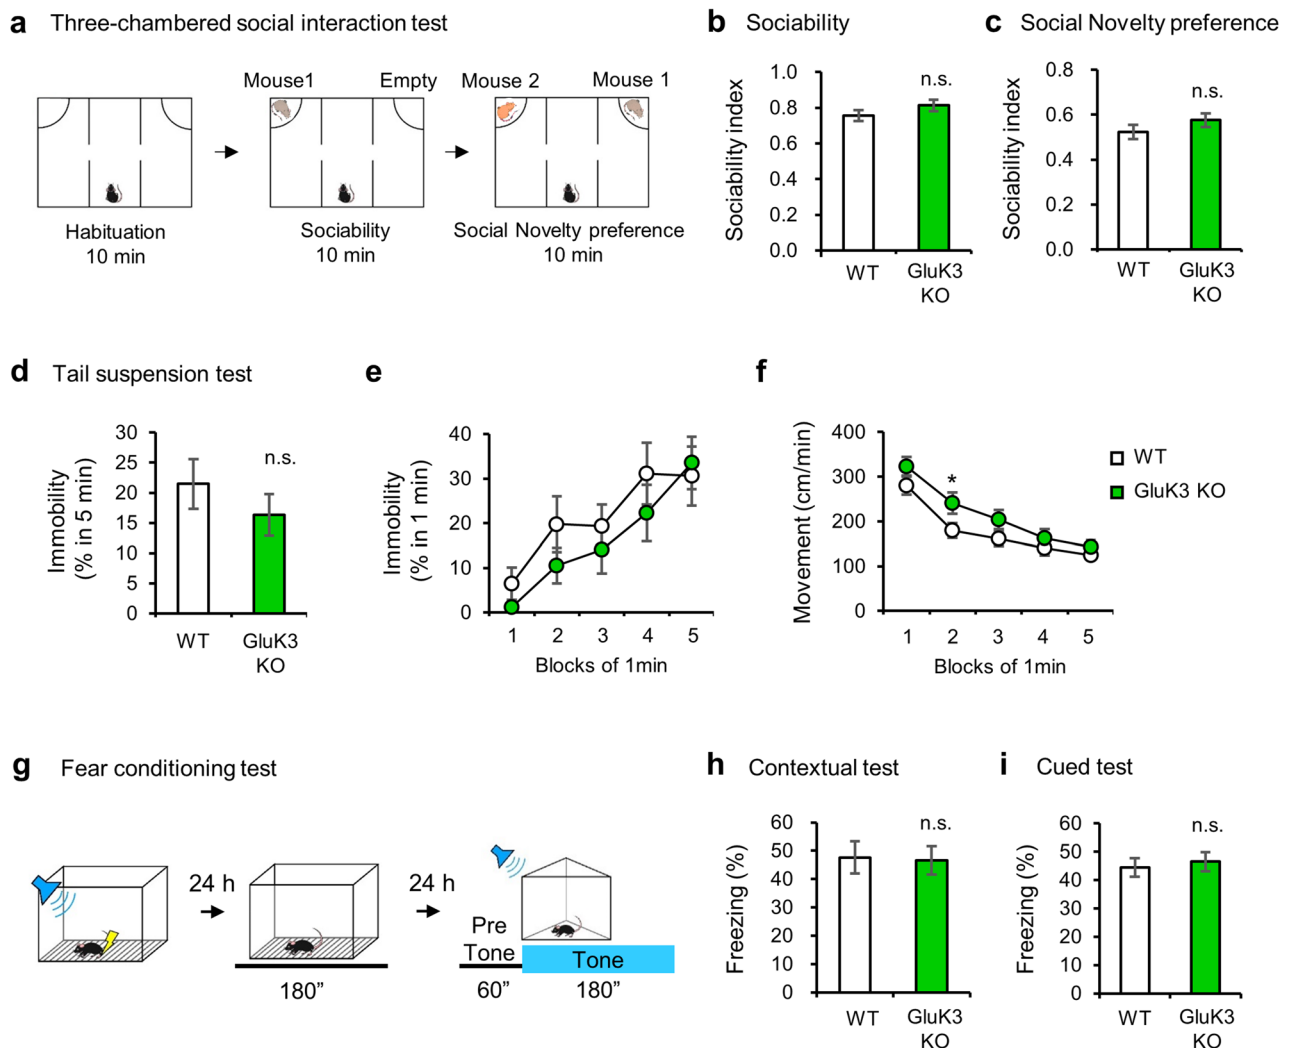 a Three-chambered social interaction test
Mouse1
Empty
Mouse 2
Mouse 1
Habituation
10 min
Sociability
10 min
Social Novelty preference
10 min
b Sociability
Sociability index
1.0
0.8
0.6
0.4
0.2
0.0
n.s.
WT
GluK3
KO
c Social Novelty preference
Sociability index
0.8
0.6
0.4
0.2
0.0
n.s.
WT
GluK3
KO
d Tail suspension test
Immobility
(% in 5 min)
30
25
20
15
10
5
0
n.s.
WT
GluK3
KO
e
Immobility
(% in 1 min)
40
30
20
10
0
1 2 3 4 5
Blocks of 1min
f
Movement (cm/min)
400
300
200
100
0
*
1 2 3 4 5
Blocks of 1min
WT
GluK3 KO
g Fear conditioning test
24 h
24 h
Pre
Tone
Tone
180”
60”
180”
h Contextual test
Freezing (%)
60
50
40
30
20
10
0
n.s.
WT
GluK3
KO
i Cued test
Freezing (%)
60
50
40
30
20
10
0
n.s.
WT
GluK3
KO